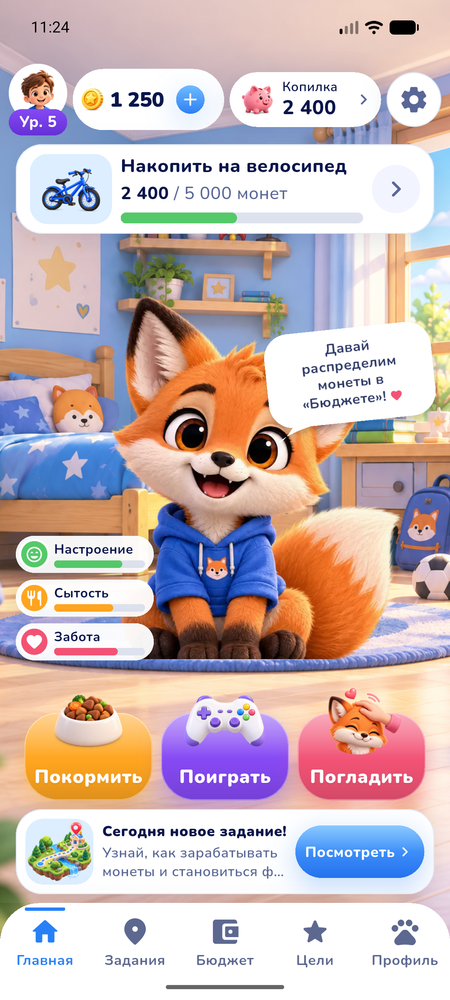 11:24
Ур. 5
1 250
Копилка
2 400
Накопить на велосипед
2 400 / 5 000 монет
Давай
распределим
монеты в
«Бюджете»!
Настроение
Сытость
Забота
Покормить
Поиграть
Погладить
Сегодня новое задание!
Узнай, как зарабатывать
монеты и становиться ф...
Посмотреть
Главная
Задания
Бюджет
Цели
Профиль